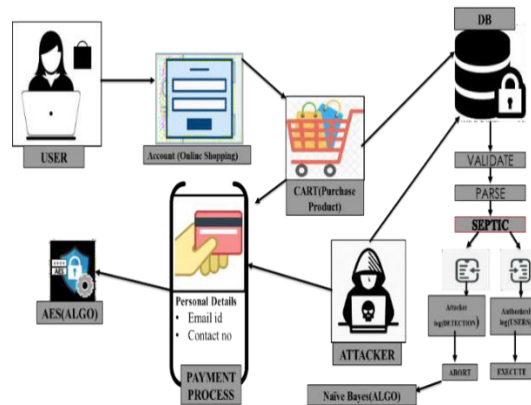 DB
USER
Account (Online Shopping)
CART(Purchase
Product)
VALIDATE
PARSE
SEPTIC
AES
AES(ALGO)
Personal Details
• Email id
• Contact no
PAYMENT
PROCESS
ATTACKER
Attacker
log(DETECTION)
Authorized
log(USERS)
ABORT
EXECUTE
Naïve Bayes(ALGO)